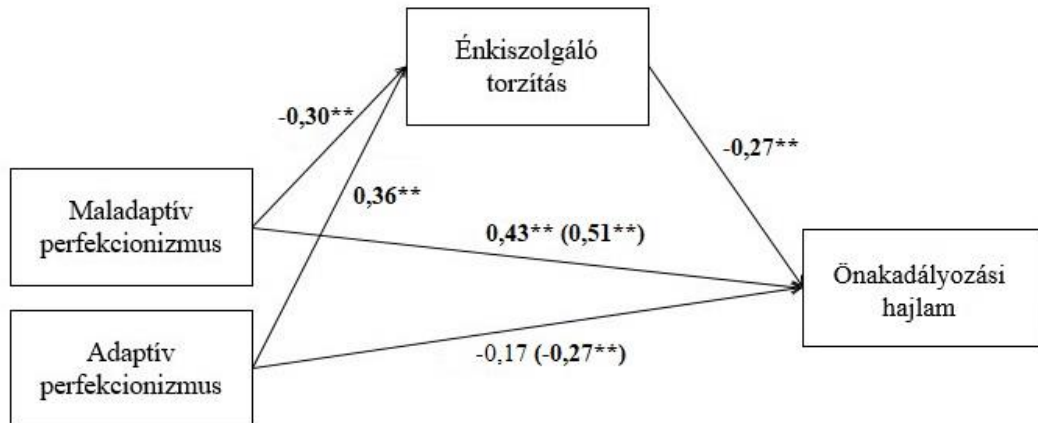 Énkiszolgáló
torzítás
-0,30**
-0,27**
0,36**
Maladaptív
perfekcionizmus
0,43** (0,51**)
Önakadályozási
hajlam
Adaptív
perfekcionizmus
-0,17 (-0,27**)